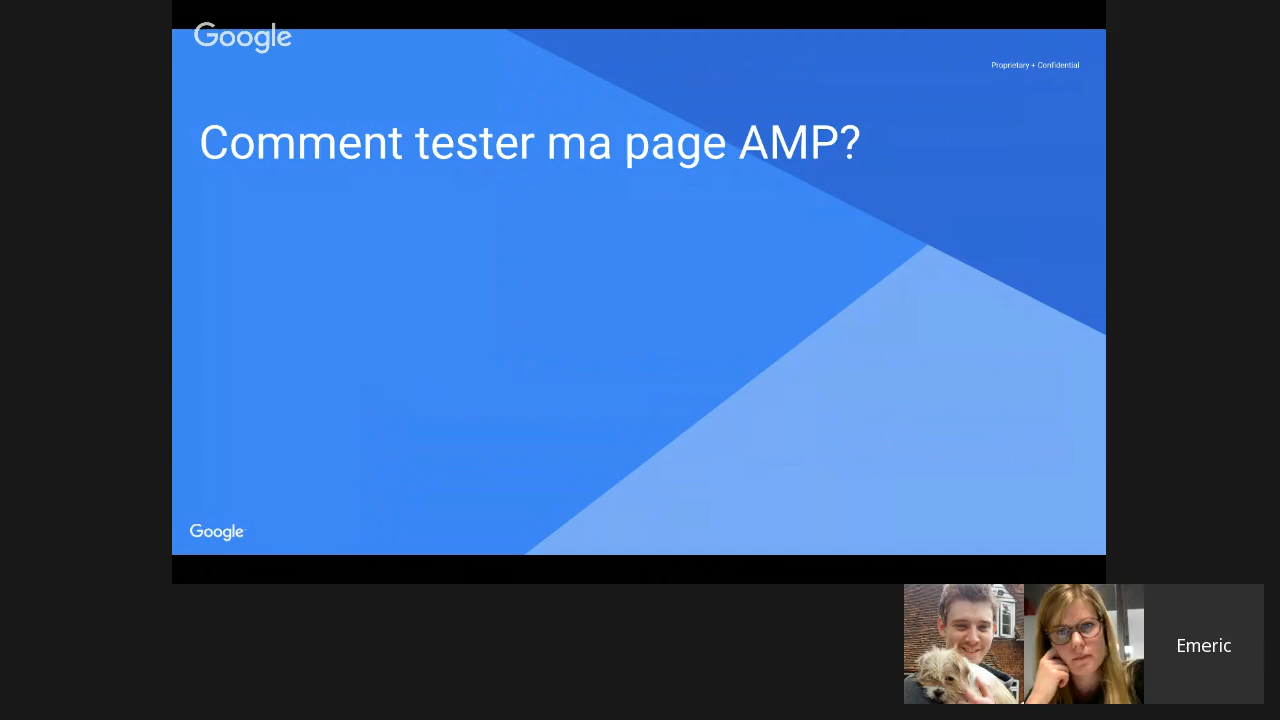 Google
Proprietary + Confidential
Comment tester ma page AMP?
Google
Emeric